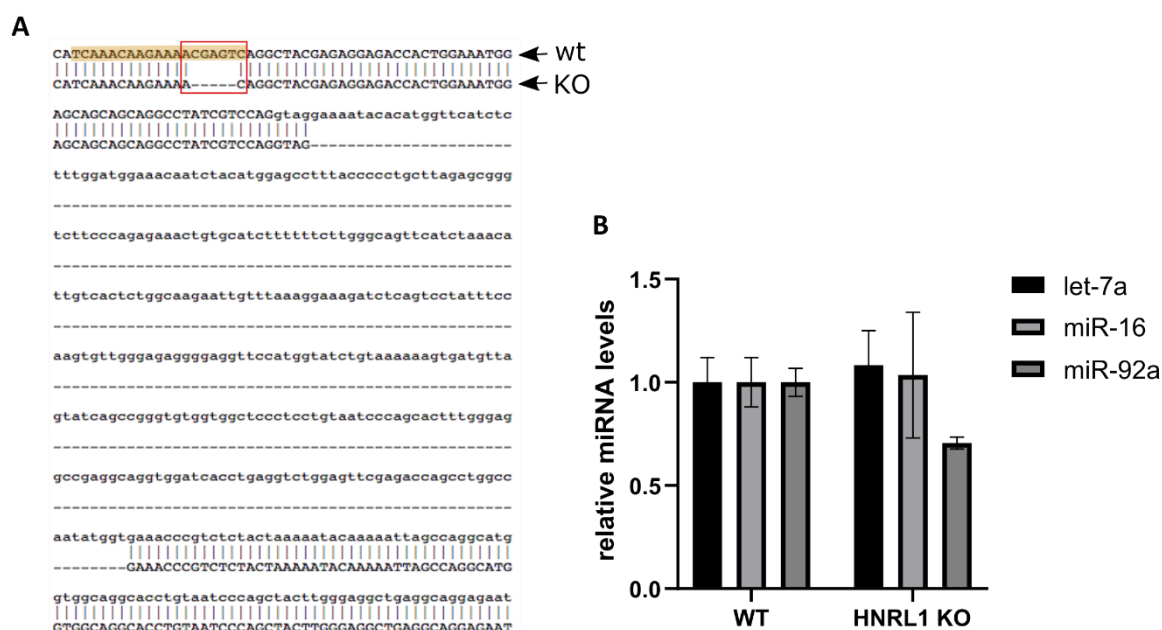 A
CATCAAACAAGAAAACGAGTCAGGCTACGAGAGGAGACCACTGGAAATGG wt
CATCAAACAAGAAAA-----CAGGCTACGAGAGGAGACCACTGGAAATGG KO
AGCAGCAGCAGGCCTATCGTCCAGgtaggaaaatacacatggttcatctc
AGCAGCAGCAGGCCTATCGTCCAGGTAG----------------------
tttggatggaaacaatctacatggagcctttaccccctgcttagagcggg
--------------------------------------------------
tcttcccagagaaactgtgcatcttttttcttgggcagttcatctaaaca
--------------------------------------------------
ttgtcactctggcaagaattgtttaaaggaaagatctcagtcctatttcc
--------------------------------------------------
aagtgttgggagaggggaggttccatggtatctgtaaaaaagtgatgtta
--------------------------------------------------
gtatcagccgggtgtggtggctccctcctgtaatcccagcactttgggag
--------------------------------------------------
gccgaggcaggtggatcacctgaggtctggagttcgagaccagcctggcc
--------------------------------------------------
aatatggtgaaacccgtctctactaaaaatacaaaaattagccaggcatg
--------GAAACCCGTCTCTACTAAAAATACAAAAATTAGCCAGGCATG
gtggcaggcacctgtaatcccagctacttgggaggctgaggcaggagaat
GTGGCAGGCACCTGTAATCCCAGCTACTTGGGAGGCTGAGGCAGGAGAAT
B
relative miRNA levels
1.5
1.0
0.5
0.0
WT
HNRL1 KO
let-7a
miR-16
miR-92a